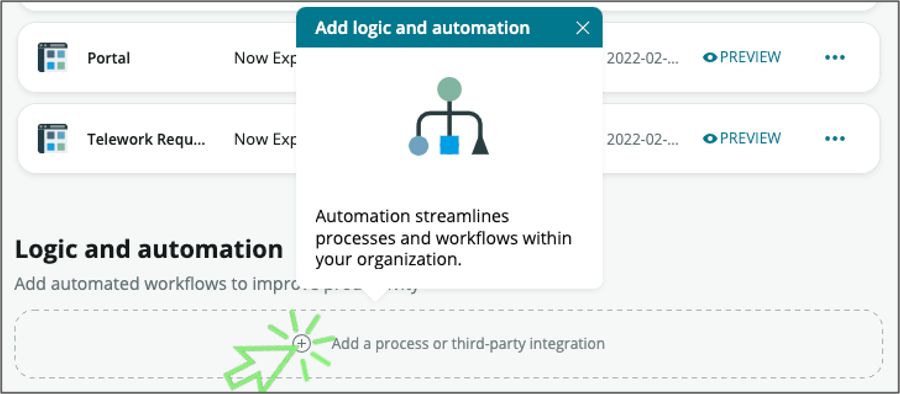 Add logic and automation
Portal Now Exp 2022-02-... PREVIEW
Telework Requ... Now Exp 2022-02-... PREVIEW
Automation streamlines
processes and workflows within
your organization.
Logic and automation
Add automated workflows to improve productivity
Add a process or third-party integration